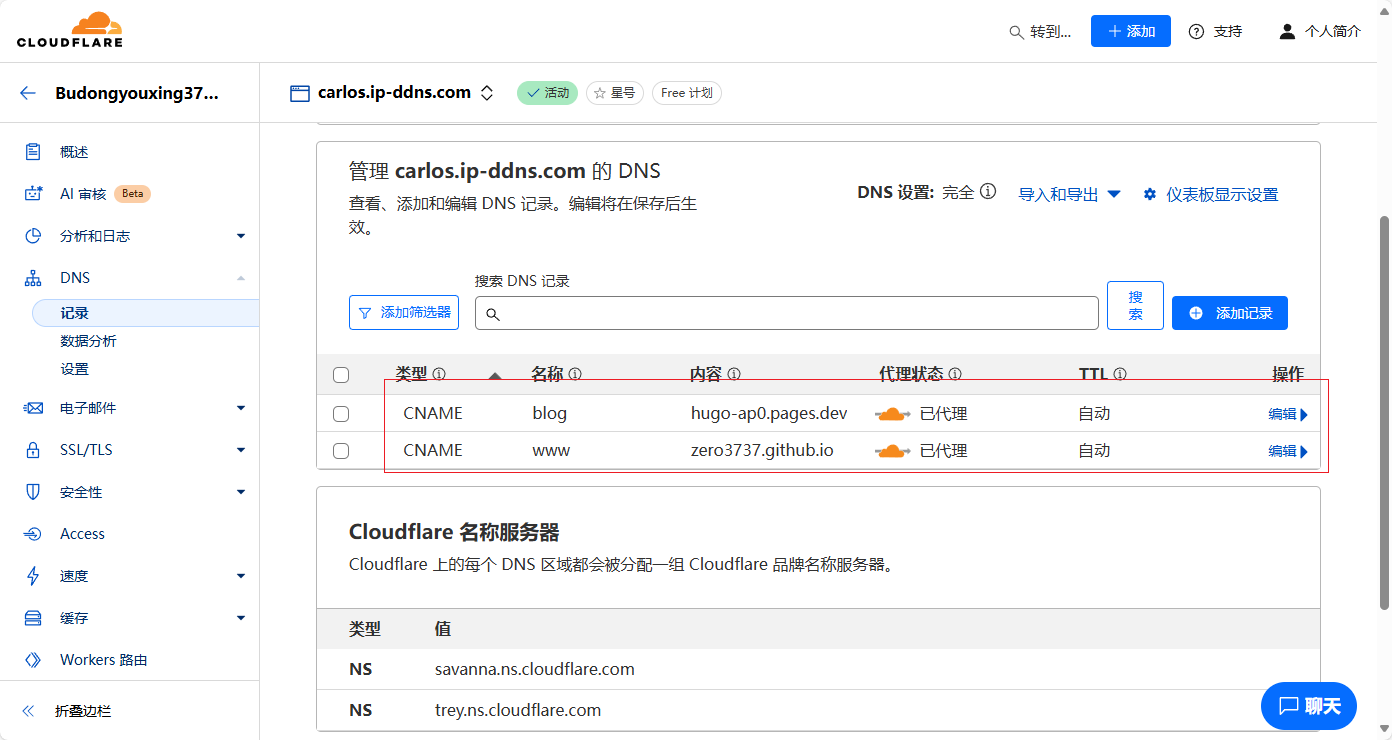 CLOUDFLARE
转到...
添加
支持
个人简介
Budongyouxing37...
carlos.ip-ddns.com
活动
星号
Free 计划
概述
AI 审核 Beta
分析和日志
DNS
记录
数据分析
设置
电子邮件
SSL/TLS
安全性
Access
速度
缓存
Workers 路由
折叠边栏
管理 carlos.ip-ddns.com 的 DNS
查看、添加和编辑 DNS 记录。编辑将在保存后生
效。
DNS 设置: 完全
导入和导出
仪表板显示设置
搜索 DNS 记录
添加筛选器
搜
索
添加记录
类型 名称 内容 代理状态 TTL 操作
CNAME blog hugo-ap0.pages.dev 已代理 自动 编辑
CNAME www zero3737.github.io 已代理 自动 编辑
Cloudflare 名称服务器
Cloudflare 上的每个 DNS 区域都会被分配一组 Cloudflare 品牌名称服务器。
类型 值
NS savanna.ns.cloudflare.com
NS trey.ns.cloudflare.com
聊天